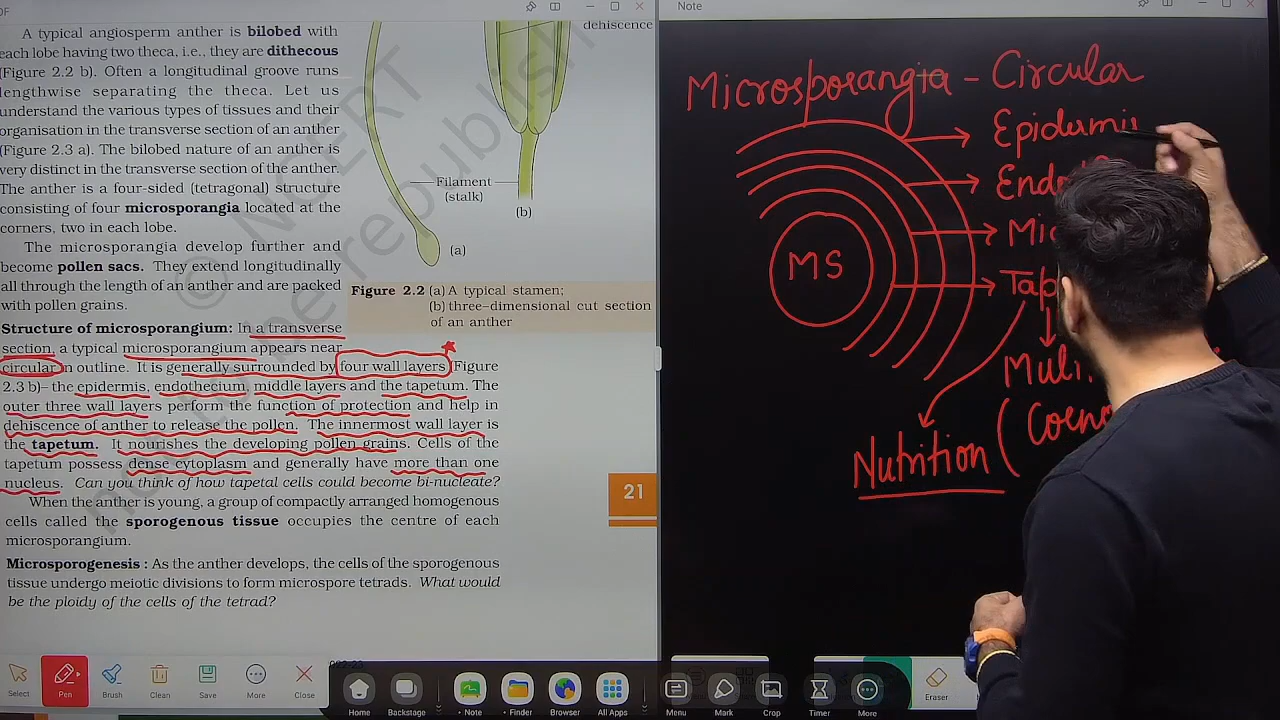 Note
dehiscence
A typical angiosperm anther is bilobed with
each lobe having two theca, i.e., they are dithecous
(Figure 2.2 b). Often a longitudinal groove runs
lengthwise separating the theca. Let us
understand the various types of tissues and their
organisation in the transverse section of an anther
(Figure 2.3 a). The bilobed nature of an anther is
very distinct in the transverse section of the anther.
The anther is a four-sided (tetragonal) structure
consisting of four microsporangia located at the
corners, two in each lobe.
The microsporangia develop further and
become pollen sacs. They extend longitudinally
all through the length of an anther and are packed
with pollen grains.
Filament
(stalk)
(b)
(a)
Figure 2.2 (a) A typical stamen;
(b) three-dimensional cut section
of an anther
Structure of microsporangium: In a transverse
section, a typical microsporangium appears near
circular in outline. It is generally surrounded by four wall layers (Figure
2.3 b)– the epidermis, endothecium, middle layers and the tapetum. The
outer three wall layers perform the function of protection and help in
dehiscence of anther to release the pollen. The innermost wall layer is
the tapetum. It nourishes the developing pollen grains. Cells of the
tapetum possess dense cytoplasm and generally have more than one
nucleus. Can you think of how tapetal cells could become bi-nucleate?
When the anther is young, a group of compactly arranged homogenous
cells called the sporogenous tissue occupies the centre of each
microsporangium.
Microsporogenesis : As the anther develops, the cells of the sporogenous
tissue undergo meiotic divisions to form microspore tetrads. What would
be the ploidy of the cells of the tetrad?
21
© NCERT
Microsporangia - Circular
Epidermis
MS
Nutrition
Select Pen Brush Clean Save More Close
Home Backstage Note Finder Browser All Apps Menu Mark Crop Timer More
Eraser